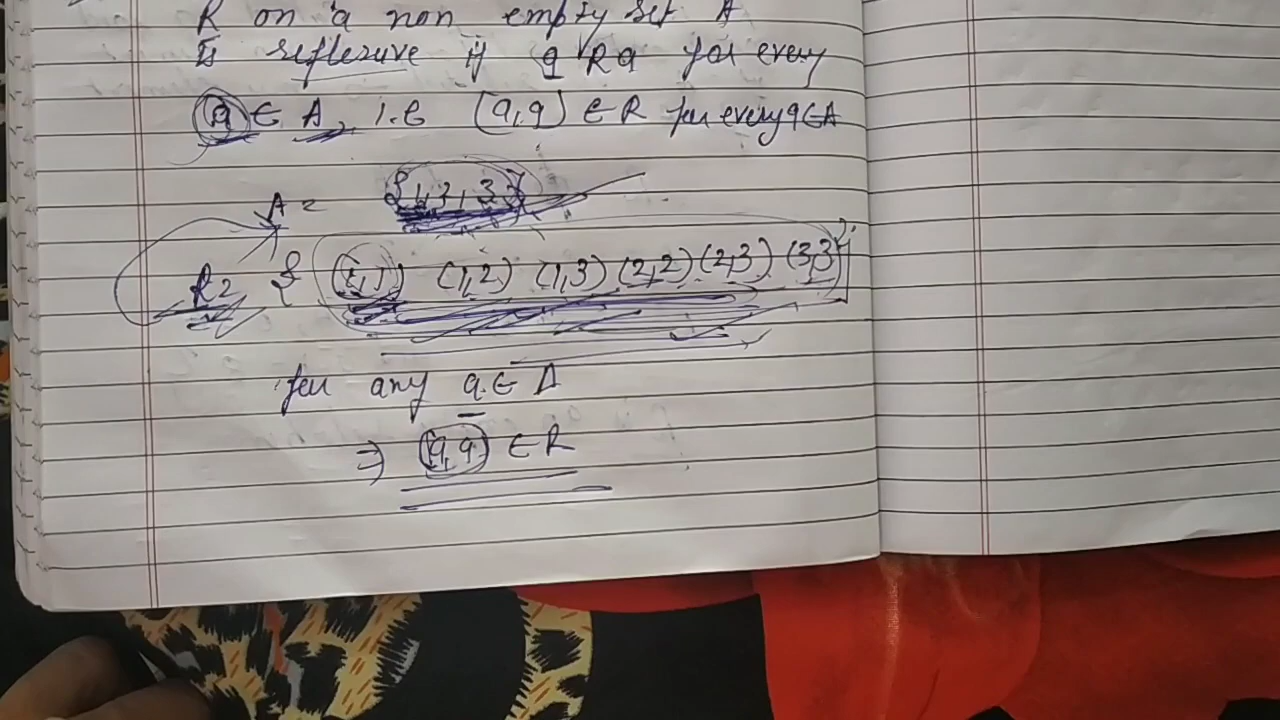 R on a non empty set A
is reflexive if a R a for every
a ∈ A, i.e (a,a) ∈ R for every a ∈ A
A = {1,2,3}
R = { (1,1) (1,2) (1,3) (2,2) (2,3) (3,3) }
for any a ∈ A
⇒ (a,a) ∈ R